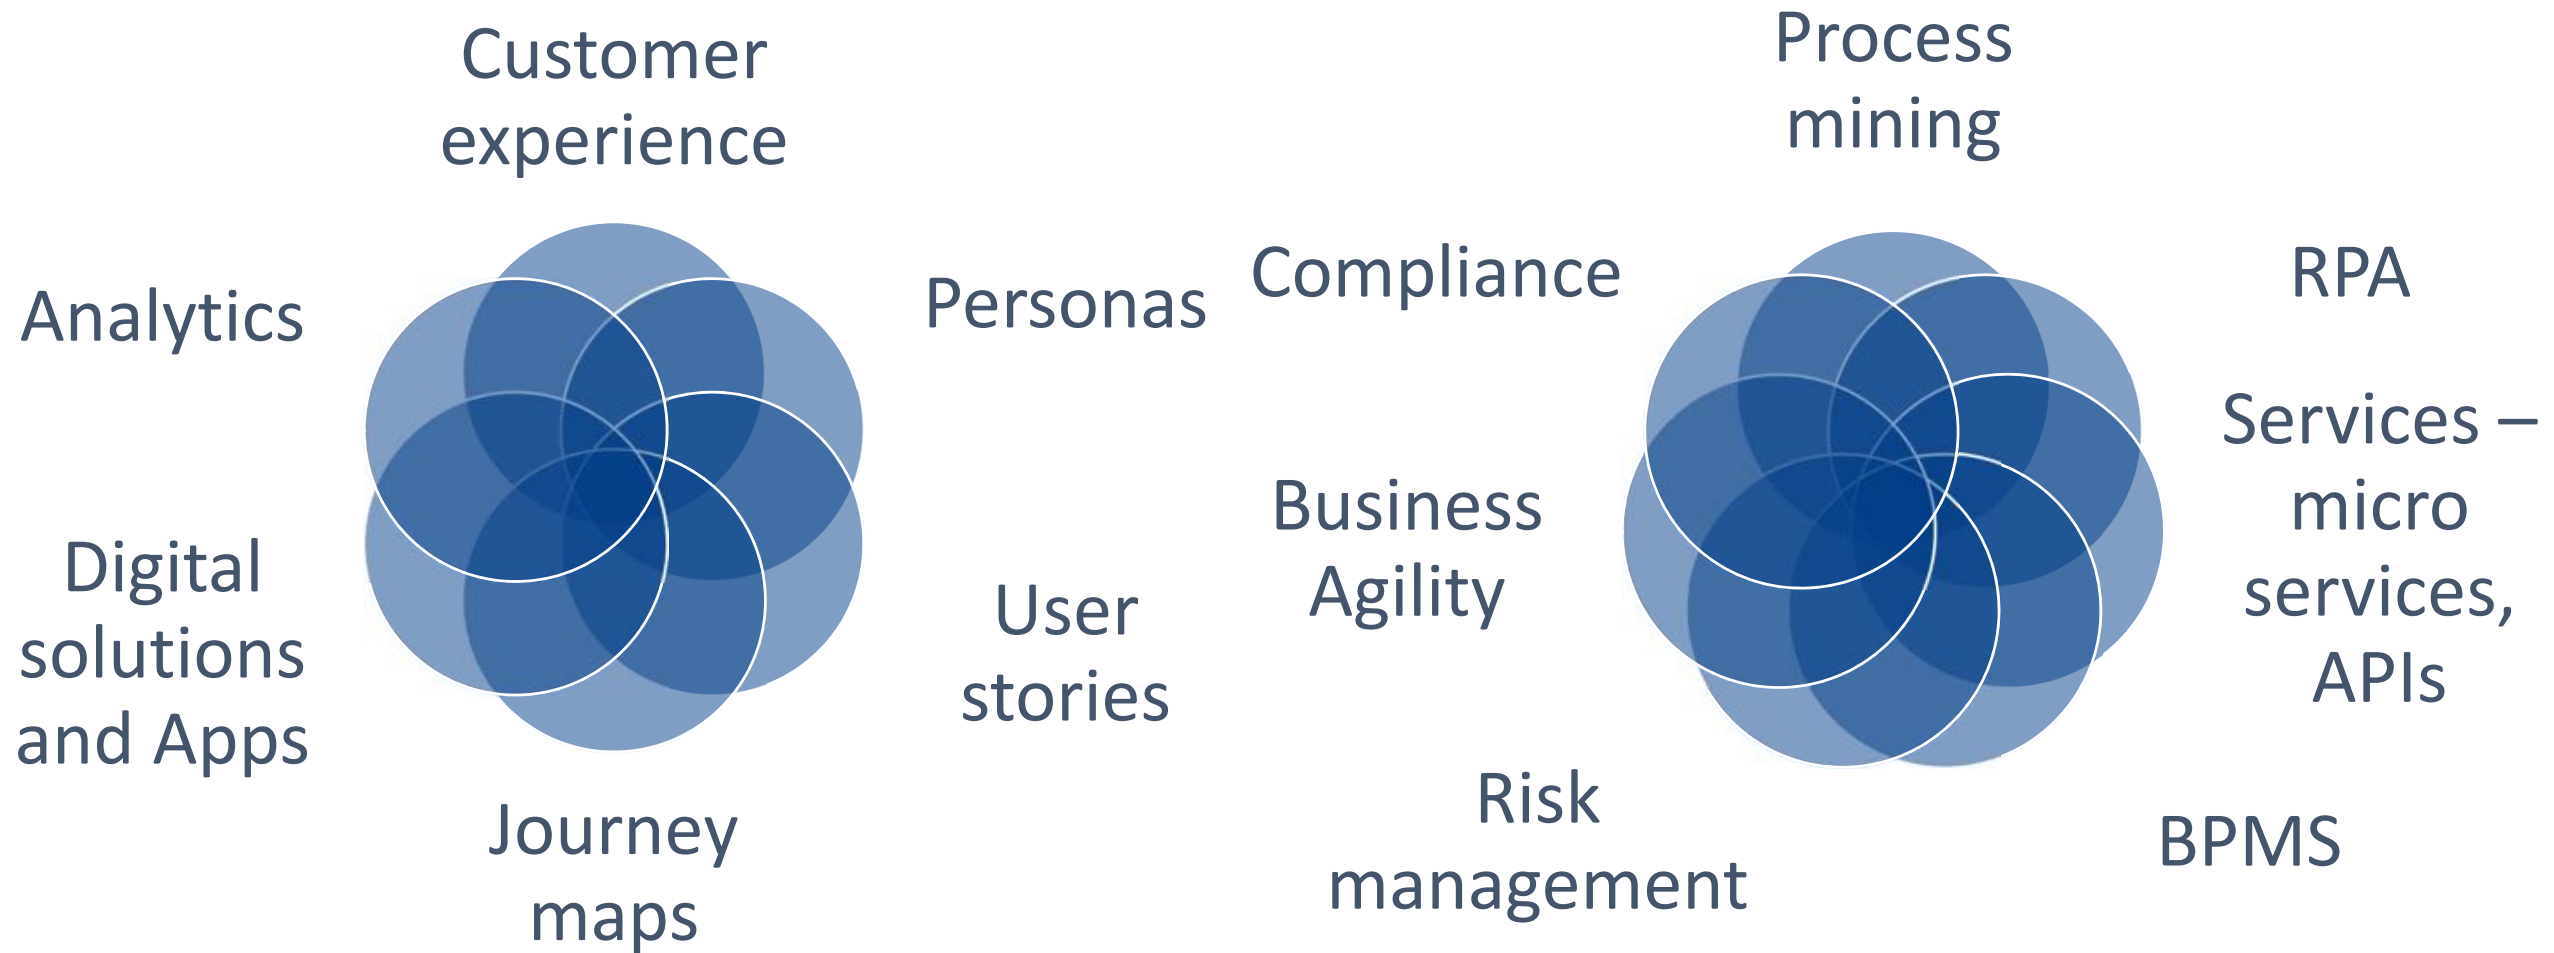 Customer
experience
Personas
User
stories
Journey
maps
Digital
solutions
and Apps
Analytics
Process
mining
RPA
Services –
micro
services,
APIs
BPMS
Risk
management
Business
Agility
Compliance